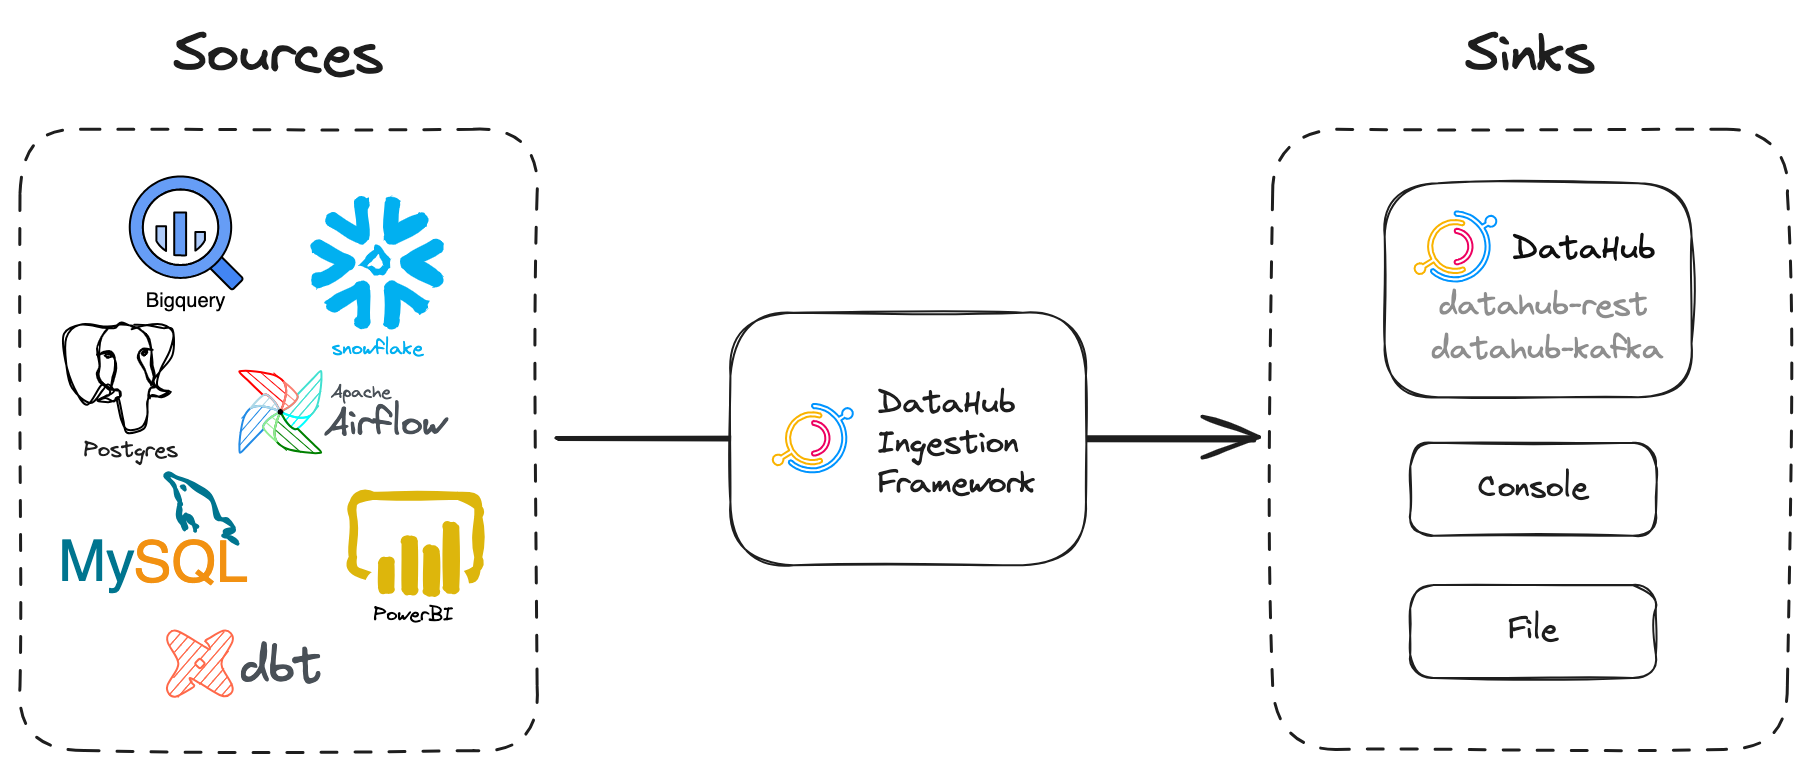 Sources
Bigquery
snowflake
Postgres
Apache
Airflow
MySQL
PowerBI
dbt
DataHub
Ingestion
Framework
Sinks
DataHub
datahub-rest
datahub-kafka
Console
File